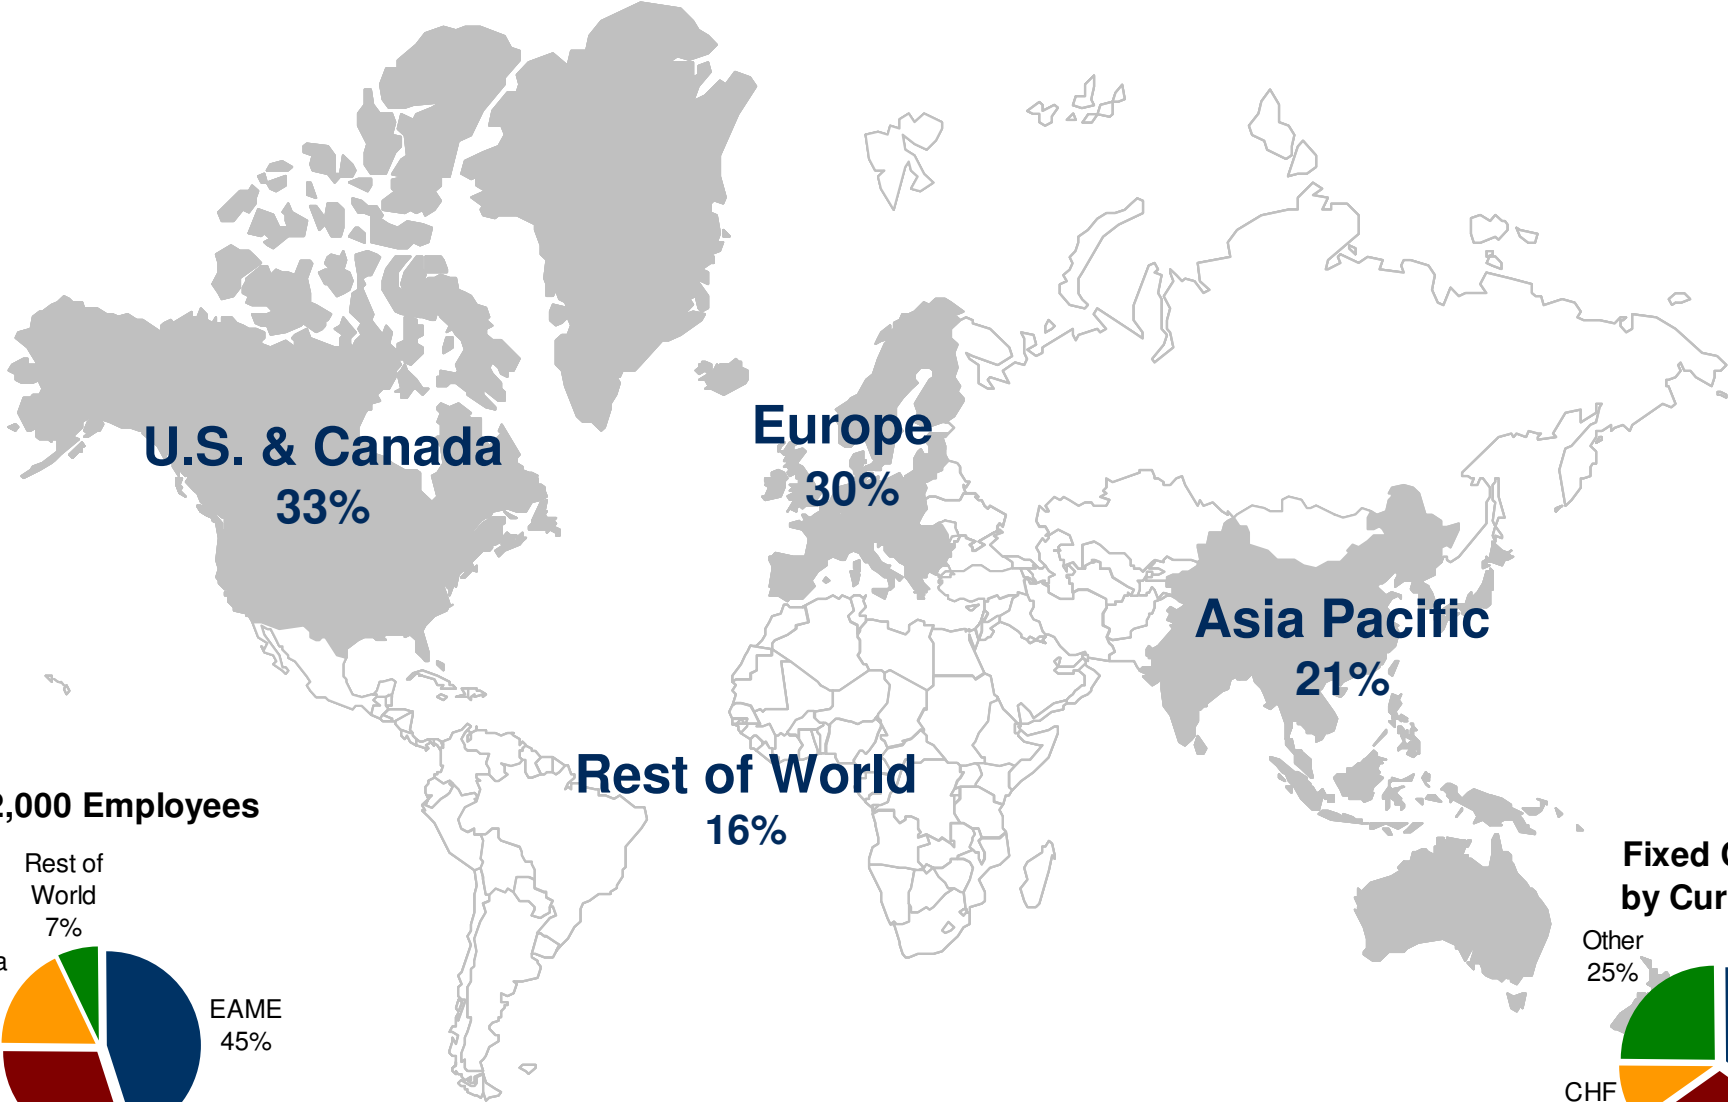 U.S. & Canada
33%
Europe
30%
Asia Pacific
21%
Rest of World
16%
2,000 Employees
Rest of
World
7%
a
EAME
45%
Fixed
by Cur
Other
25%
CHF